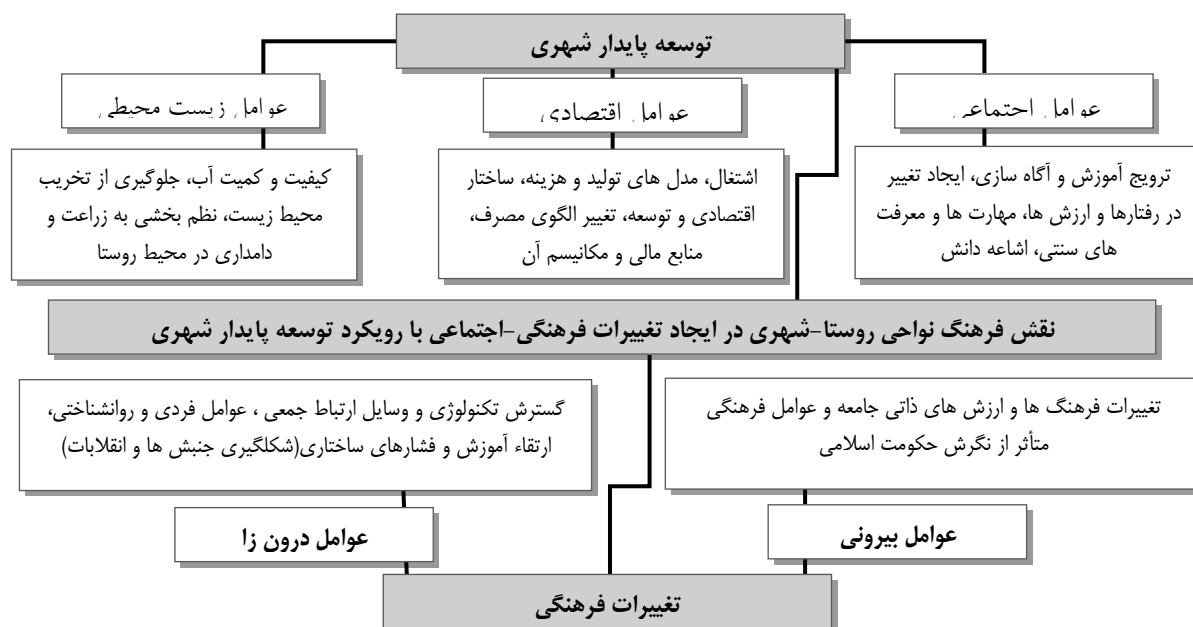 توسعه پایدار شهری
عوامل اجتماعی
عوامل اقتصادی
عوامل زیست محیطی
ترویج آموزش و آگاه سازی، ایجاد تغییر
در رفتارها و ارزش ها، مهارت ها و معرفت
های سنتی، اشاعه دانش
اشتغال، مدل های تولید و هزینه، ساختار
اقتصادی و توسعه، تغییر الگوی مصرف،
منابع مالی و مکانیسم آن
کیفیت و کمیت آب، جلوگیری از تخریب
محیط زیست، نظم بخشی به زراعت و
دامداری در محیط روستا
نقش فرهنگ نواحی روستا-شهری در ایجاد تغییرات فرهنگی-اجتماعی با رویکرد توسعه پایدار شهری
تغییرات فرهنگ ها و ارزش های ذاتی جامعه و عوامل فرهنگی
متأثر از نگرش حکومت اسلامی
گسترش تکنولوژی و وسایل ارتباط جمعی ، عوامل فردی و روانشناختی،
ارتقاء آموزش و فشارهای ساختاری(شکلگیری جنبش ها و انقلابات)
عوامل بیرونی
عوامل درون زا
تغییرات فرهنگی